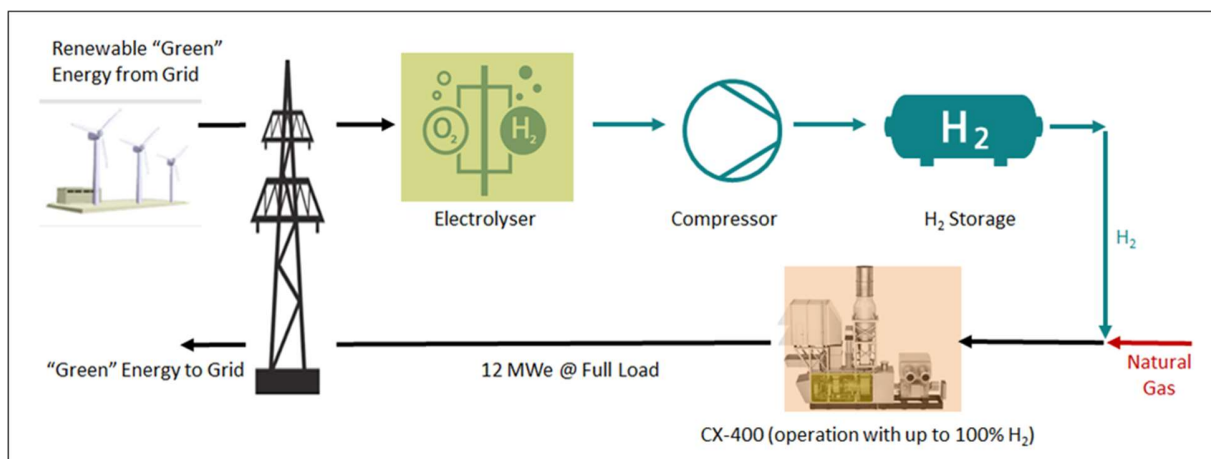 Renewable “Green”
Energy from Grid
O₂
H₂
H₂
Electrolyser
Compressor
H₂ Storage
H₂
“Green” Energy to Grid
12 MWe @ Full Load
Natural
Gas
CX-400 (operation with up to 100% H₂)